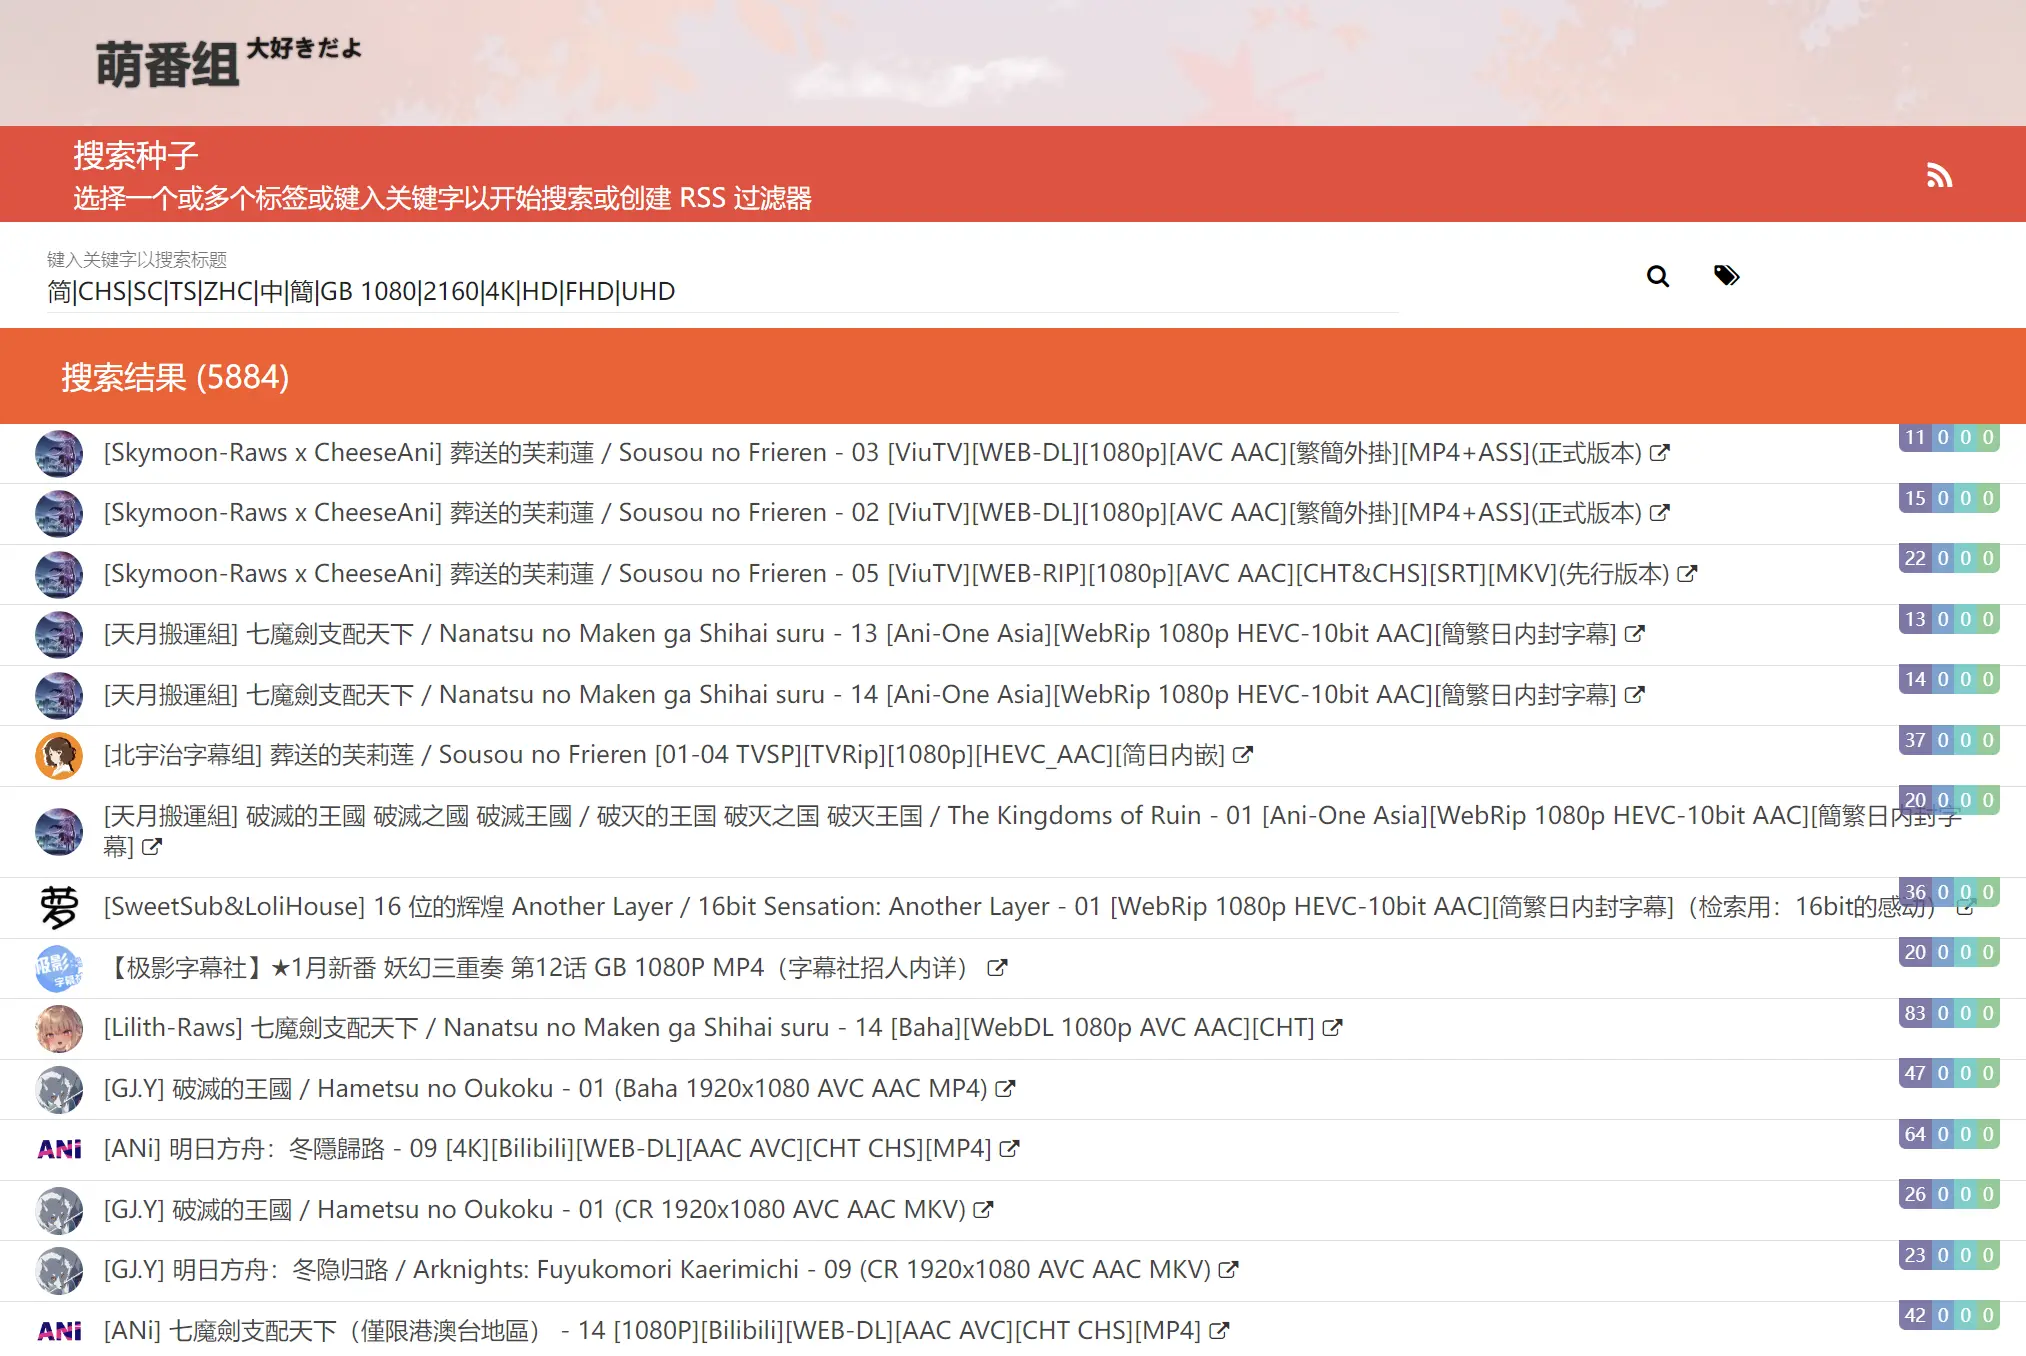 萌番组 大好きだよ
搜索种子
选择一个或多个标签或键入关键字以开始搜索或创建 RSS 过滤器
键入关键字以搜索标题
简|CHS|SC|TS|ZHC|中|簡|GB 1080|2160|4K|HD|FHD|UHD
搜索结果 (5884)
[Skymoon-Raws x CheeseAni] 葬送的芙莉蓮 / Sousou no Frieren - 03 [ViuTV][WEB-DL][1080p][AVC AAC][繁簡外掛][MP4+ASS](正式版本) 11 0 0 0
[Skymoon-Raws x CheeseAni] 葬送的芙莉蓮 / Sousou no Frieren - 02 [ViuTV][WEB-DL][1080p][AVC AAC][繁簡外掛][MP4+ASS](正式版本) 15 0 0 0
[Skymoon-Raws x CheeseAni] 葬送的芙莉蓮 / Sousou no Frieren - 05 [ViuTV][WEB-RIP][1080p][AVC AAC][CHT&CHS][SRT][MKV](先行版本) 22 0 0 0
[天月搬運組] 七魔劍支配天下 / Nanatsu no Maken ga Shihai suru - 13 [Ani-One Asia][WebRip 1080p HEVC-10bit AAC][簡繁日内封字幕] 13 0 0 0
[天月搬運組] 七魔劍支配天下 / Nanatsu no Maken ga Shihai suru - 14 [Ani-One Asia][WebRip 1080p HEVC-10bit AAC][簡繁日内封字幕] 14 0 0 0
[北宇治字幕组] 葬送的芙莉莲 / Sousou no Frieren [01-04 TVSP][TVRip][1080p][HEVC_AAC][简日内嵌] 37 0 0 0
[天月搬運組] 破滅的王國 破滅之國 破滅王國 / 破灭的王国 破灭之国 破灭王国 / The Kingdoms of Ruin - 01 [Ani-One Asia][WebRip 1080p HEVC-10bit AAC][簡繁日内封字 20 0 0 0
幕]
萝 [SweetSub&LoliHouse] 16 位的辉煌 Another Layer / 16bit Sensation: Another Layer - 01 [WebRip 1080p HEVC-10bit AAC][简繁日内封字幕]（检索用：16bit的感动） 36 0 0 0
极影字幕 【极影字幕社】★1月新番 妖幻三重奏 第12话 GB 1080P MP4（字幕社招人内详） 20 0 0 0
[Lilith-Raws] 七魔劍支配天下 / Nanatsu no Maken ga Shihai suru - 14 [Baha][WebDL 1080p AVC AAC][CHT] 83 0 0 0
[GJ.Y] 破滅的王國 / Hametsu no Oukoku - 01 (Baha 1920x1080 AVC AAC MP4) 47 0 0 0
ANi [ANi] 明日方舟：冬隱歸路 - 09 [4K][Bilibili][WEB-DL][AAC AVC][CHT CHS][MP4] 64 0 0 0
[GJ.Y] 破滅的王國 / Hametsu no Oukoku - 01 (CR 1920x1080 AVC AAC MKV) 26 0 0 0
[GJ.Y] 明日方舟：冬隐归路 / Arknights: Fuyukomori Kaerimichi - 09 (CR 1920x1080 AVC AAC MKV) 23 0 0 0
ANi [ANi] 七魔劍支配天下（僅限港澳台地區） - 14 [1080P][Bilibili][WEB-DL][AAC AVC][CHT CHS][MP4] 42 0 0 0